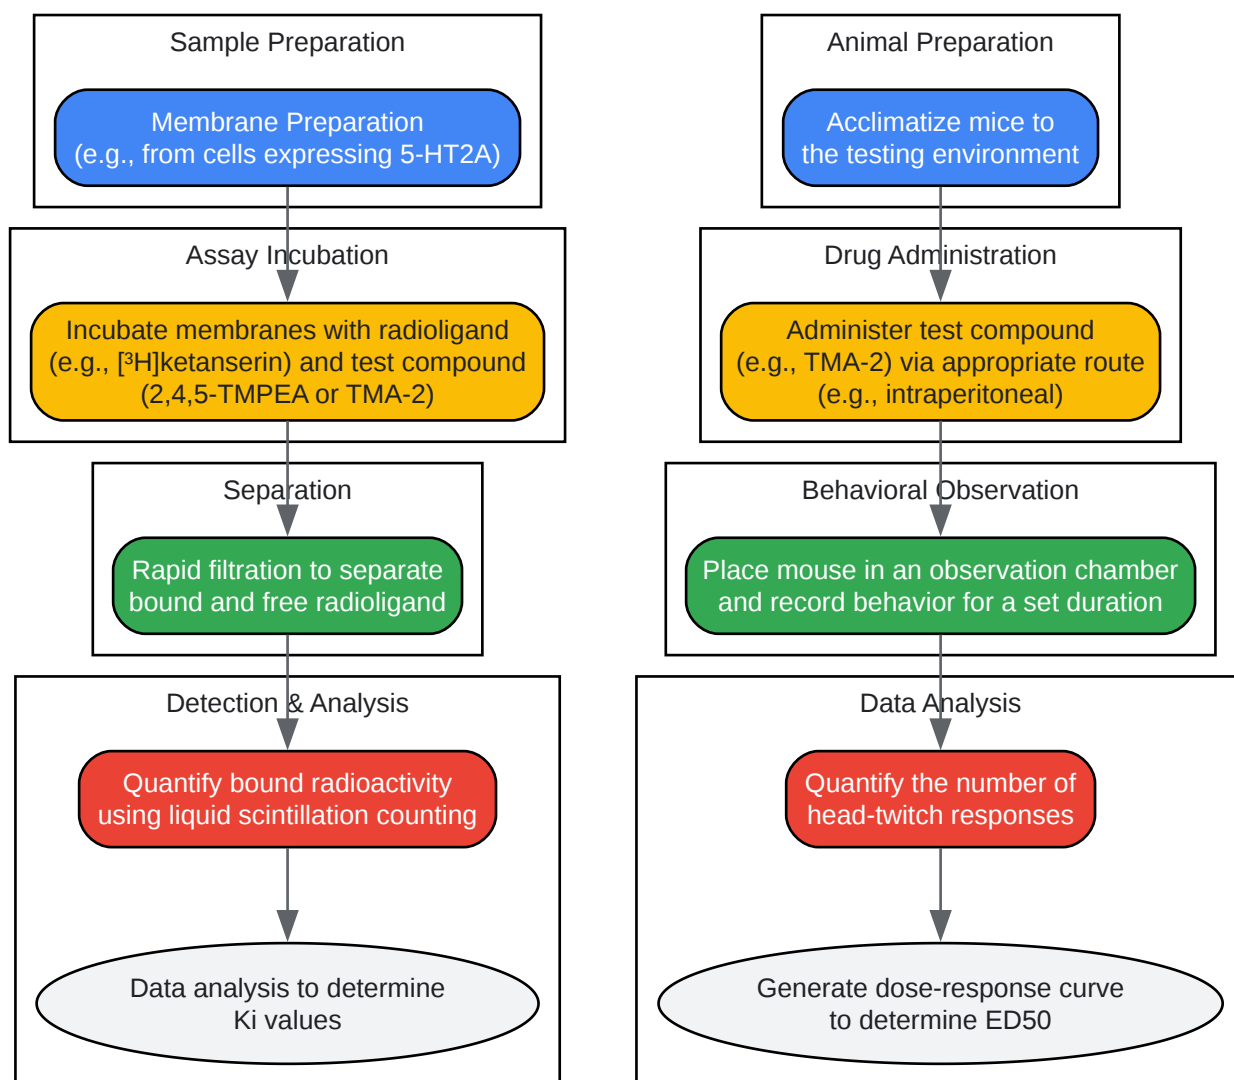 Sample Preparation
Membrane Preparation
(e.g., from cells expressing 5-HT2A)
Assay Incubation
Incubate membranes with radioligand
(e.g., [³H]ketanserin) and test compound
(2,4,5-TMPEA or TMA-2)
Separation
Rapid filtration to separate
bound and free radioligand
Detection & Analysis
Quantify bound radioactivity
using liquid scintillation counting
Data analysis to determine
Ki values
Animal Preparation
Acclimatize mice to
the testing environment
Drug Administration
Administer test compound
(e.g., TMA-2) via appropriate route
(e.g., intraperitoneal)
Behavioral Observation
Place mouse in an observation chamber
and record behavior for a set duration
Data Analysis
Quantify the number of
head-twitch responses
Generate dose-response curve
to determine ED50